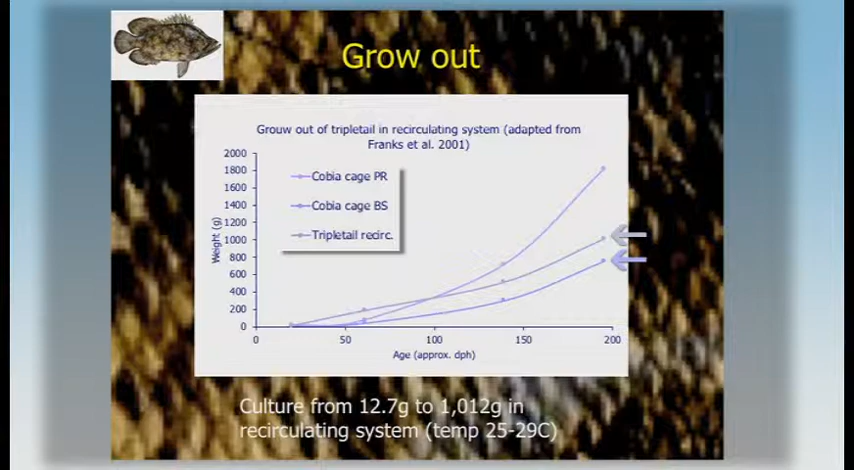 Grow out
Grouw out of tripletail in recirculating system (adapted from
Franks et al. 2001)
2000
1800
1600
1400
1200
1000
800
600
400
200
0
Weight (g)
Cobia cage PR
Cobia cage BS
Tripletail recirc.
0 50 100 150 200
Age (approx. dph)
Culture from 12.7g to 1,012g in
recirculating system (temp 25-29C)